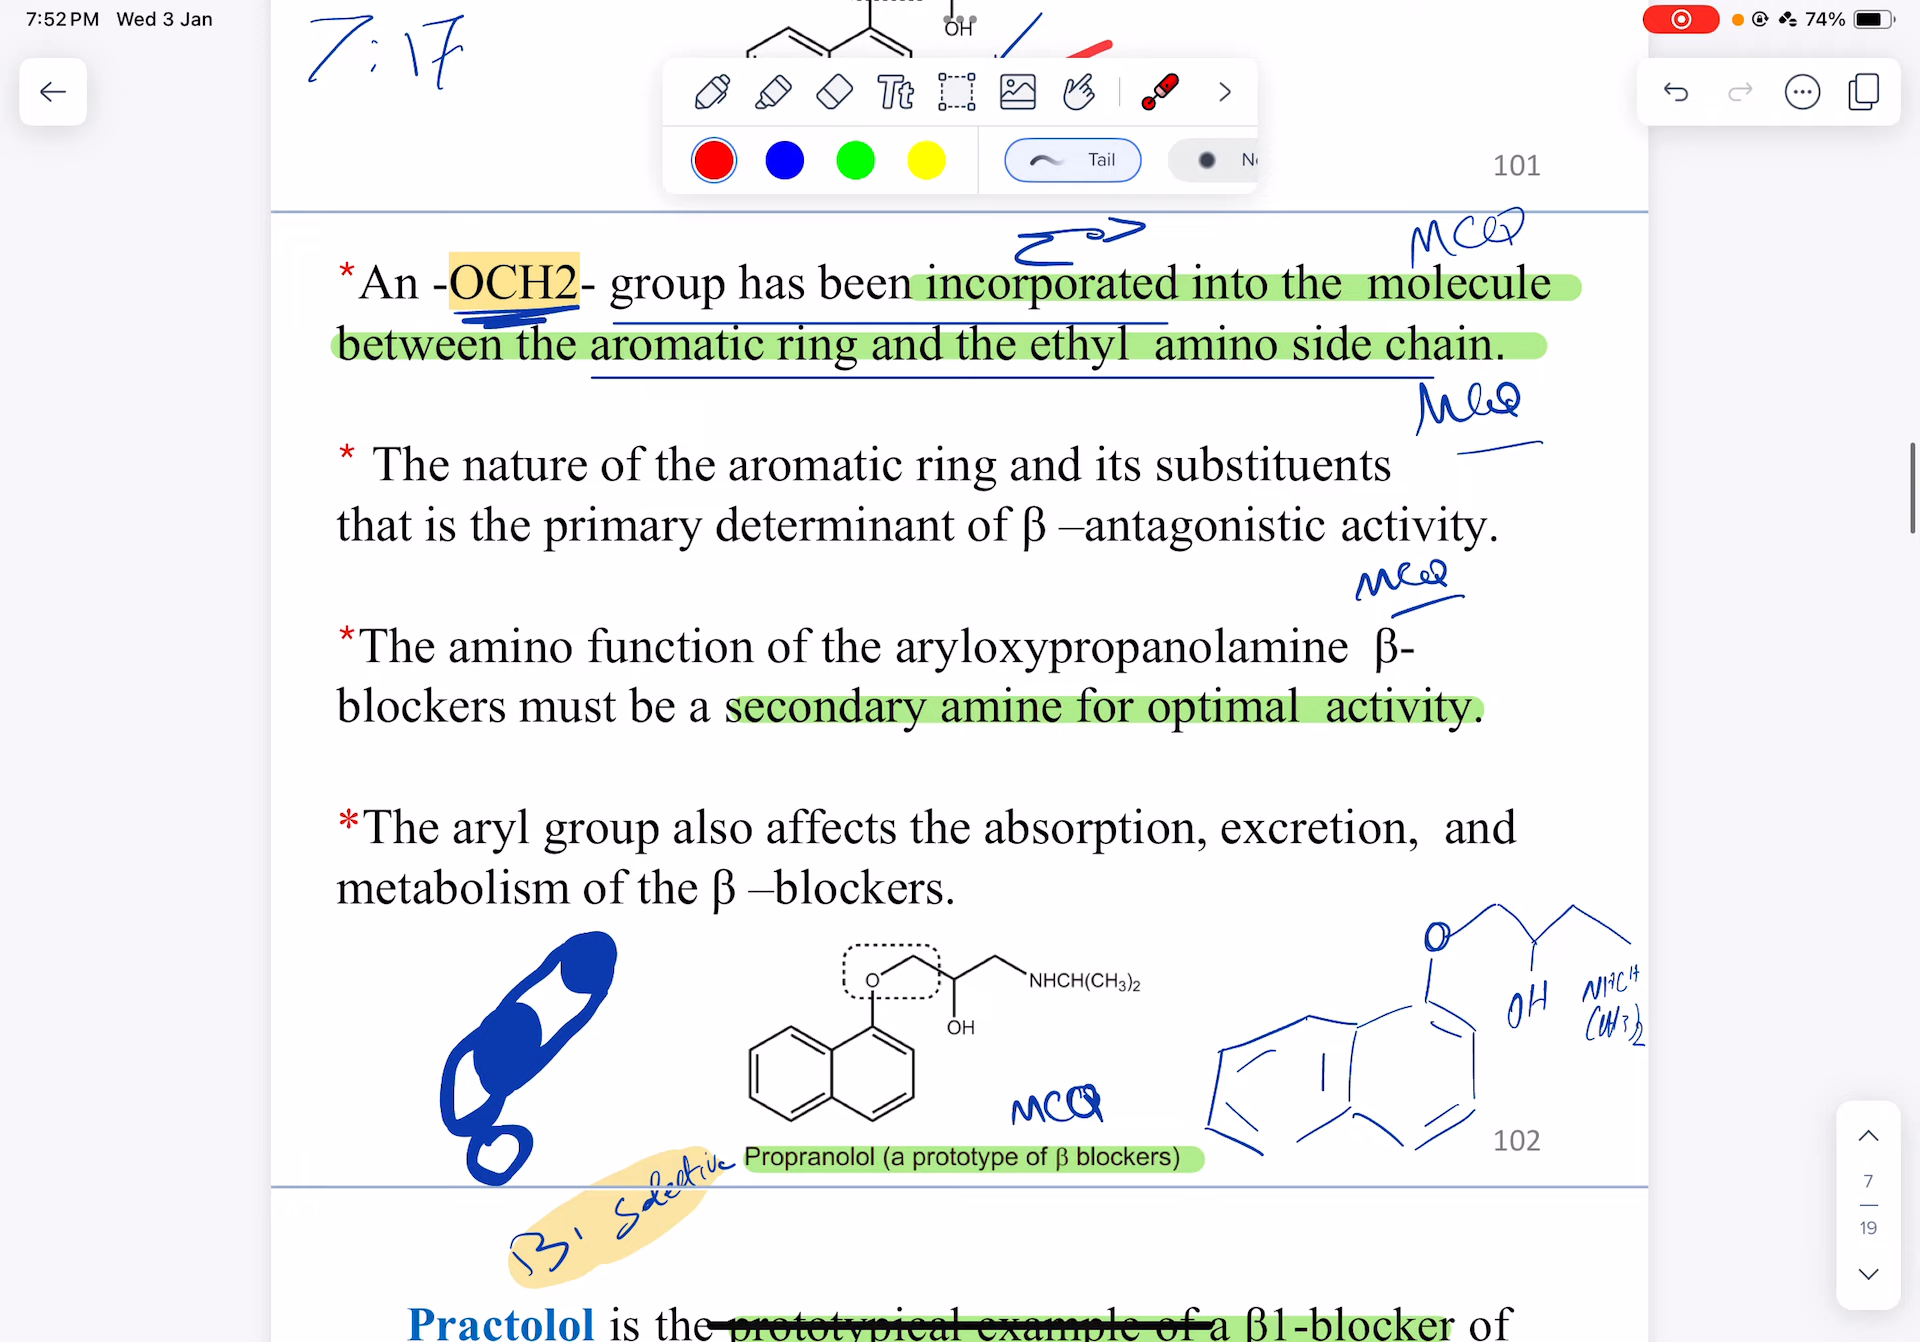 7:52 PM Wed 3 Jan
74%
7:17
OH
Tt
Tail
101
MCQ
*An -OCH2- group has been incorporated into the molecule
between the aromatic ring and the ethyl amino side chain.
MCQ
* The nature of the aromatic ring and its substituents
that is the primary determinant of β –antagonistic activity.
MCQ
*The amino function of the aryloxypropanolamine β-
blockers must be a secondary amine for optimal activity.
*The aryl group also affects the absorption, excretion, and
metabolism of the β –blockers.
O
NHCH(CH3)2
OH
O
OH
NHCH
(CH3)2
MCQ
102
Propranolol (a prototype of β blockers)
B1 selective
7
19
Practolol is the prototypical example of a β1-blocker of